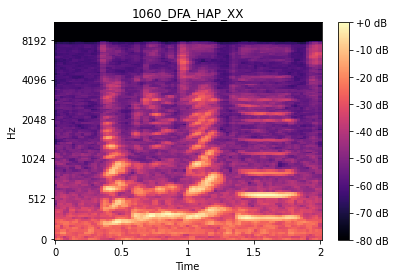 1060_DFA_HAP_XX
+0 dB
8192
-10 dB
4096
-20 dB
-30 dB
2048
-40 dB
Hz
1024
-50 dB
512
-60 dB
-70 dB
0
-80 dB
0
0.5
1
1.5
2
Time